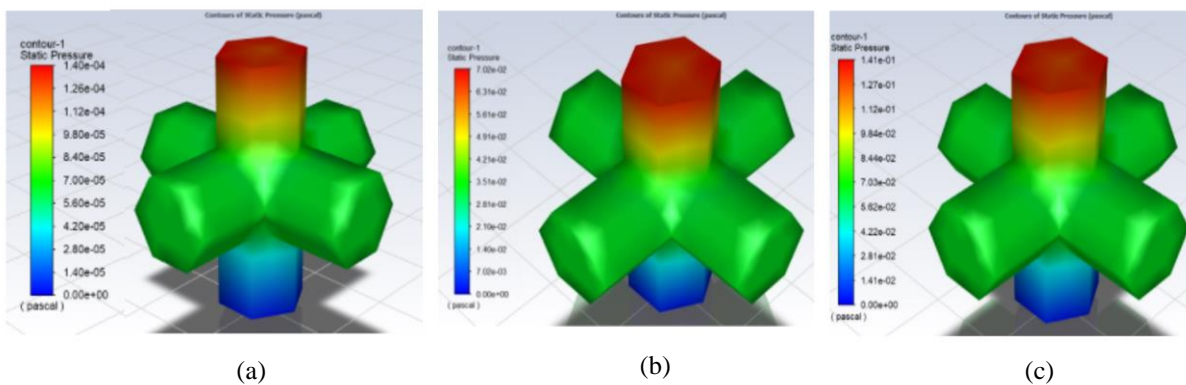 Contours of Static Pressure (pascal)
contour-1
Static Pressure
1.40e-04
1.26e-04
1.12e-04
9.80e-05
8.40e-05
7.00e-05
5.60e-05
4.20e-05
2.80e-05
1.40e-05
0.00e+00
( pascal )
(a)
Contours of Static Pressure (pascal)
contour-1
Static Pressure
7.02e-02
6.31e-02
5.61e-02
4.91e-02
4.21e-02
3.51e-02
2.81e-02
2.10e-02
1.40e-02
7.02e-03
0.00e+00
( pascal )
(b)
Contours of Static Pressure (pascal)
contour-1
Static Pressure
1.41e-01
1.27e-01
1.12e-01
9.84e-02
8.44e-02
7.03e-02
5.62e-02
4.22e-02
2.81e-02
1.41e-02
0.00e+00
( pascal )
(c)